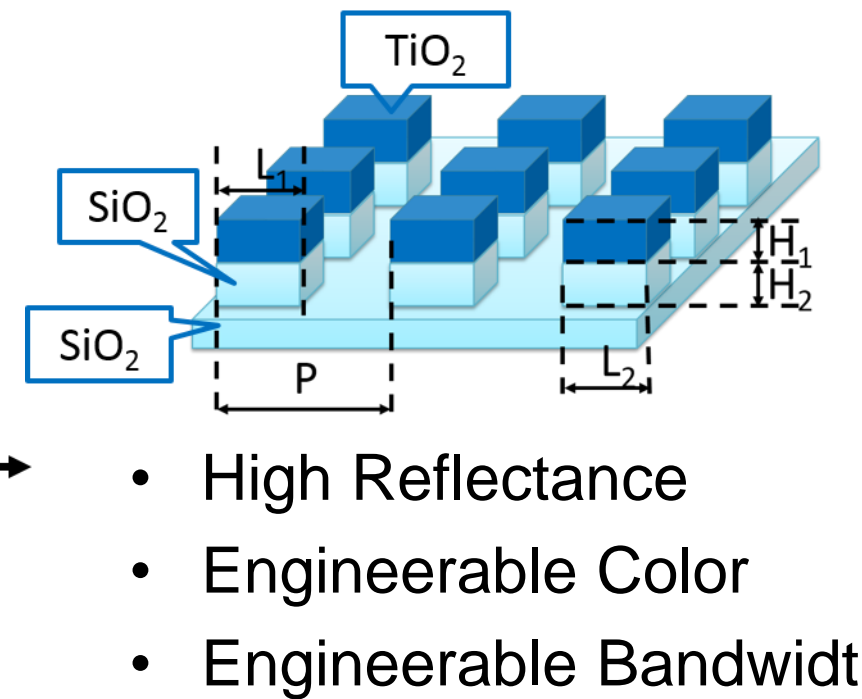 TiO₂
L₁
SiO₂
H₁
H₂
SiO₂
P
L₂
• High Reflectance
• Engineerable Color
• Engineerable Bandwidt